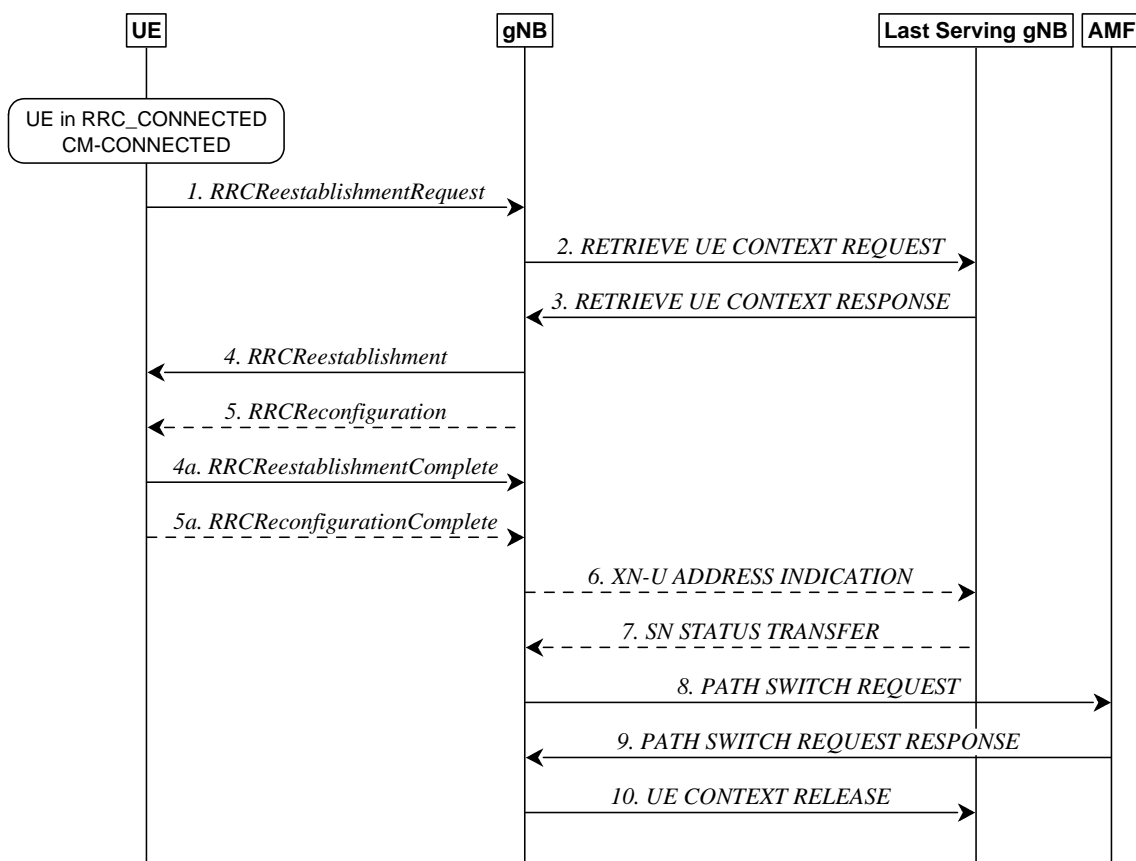 UE
gNB
Last Serving gNB
AMF
UE in RRC_CONNECTED
CM-CONNECTED
1. RRCReestablishmentRequest
2. RETRIEVE UE CONTEXT REQUEST
3. RETRIEVE UE CONTEXT RESPONSE
4. RRCReestablishment
5. RRCReconfiguration
4a. RRCReestablishmentComplete
5a. RRCReconfigurationComplete
6. XN-U ADDRESS INDICATION
7. SN STATUS TRANSFER
8. PATH SWITCH REQUEST
9. PATH SWITCH REQUEST RESPONSE
10. UE CONTEXT RELEASE